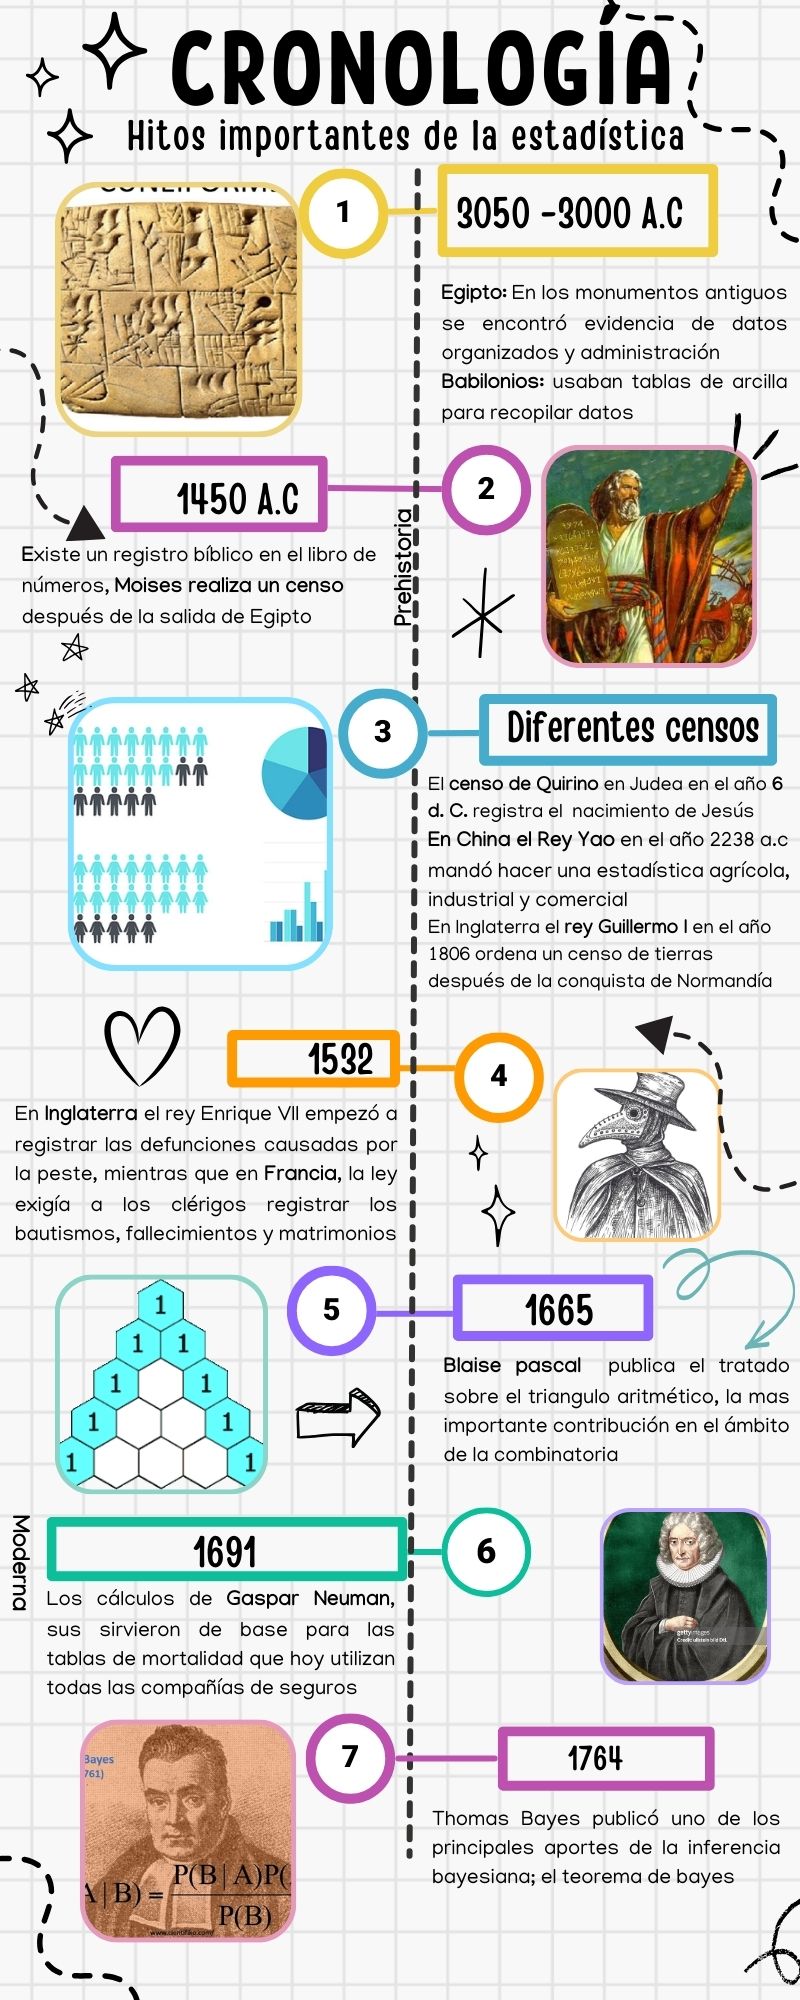 CRONOLOGÍA
Hitos importantes de la estadística
1
3050 -3000 A.C
Egipto: En los monumentos antiguos
se encontró evidencia de datos
organizados y administración
Babilonios: usaban tablas de arcilla
para recopilar datos
1450 A.C
2
Existe un registro bíblico en el libro de
números, Moises realiza un censo
después de la salida de Egipto
Prehistoria
3
Diferentes censos
El censo de Quirino en Judea en el año 6
d. C. registra el nacimiento de Jesús
En China el Rey Yao en el año 2238 a.c
mandó hacer una estadística agrícola,
industrial y comercial
En Inglaterra el rey Guillermo I en el año
1806 ordena un censo de tierras
después de la conquista de Normandía
1532
4
En Inglaterra el rey Enrique VII empezó a
registrar las defunciones causadas por
la peste, mientras que en Francia, la ley
exigía a los clérigos registrar los
bautismos, fallecimientos y matrimonios
5
1665
1
1 1
1 1
1 1
1 1
Blaise pascal publica el tratado
sobre el triangulo aritmético, la mas
importante contribución en el ámbito
de la combinatoria
Moderna
1691
6
Los cálculos de Gaspar Neuman,
sus sirvieron de base para las
tablas de mortalidad que hoy utilizan
todas las compañías de seguros
gettyimages
Credit: ullstein bild Dtl.
7
1764
Bayes
761)
A | B) = P(B | A)P(
P(B)
www.cientifiko.com/
Thomas Bayes publicó uno de los
principales aportes de la inferencia
bayesiana; el teorema de bayes